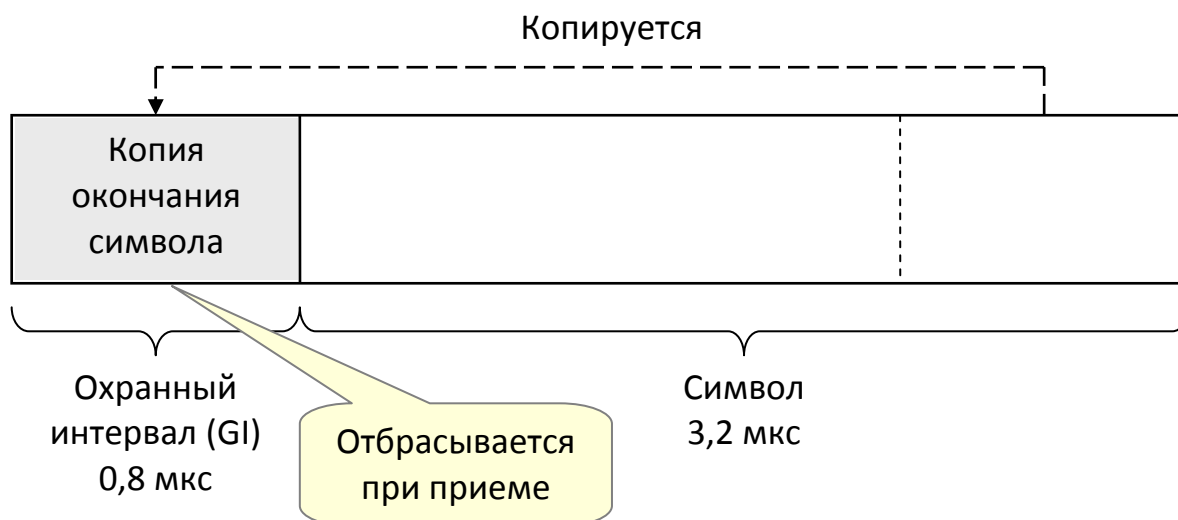 Копируется
Копия
окончания
символа
Охранный
интервал (GI)
0,8 мкс
Отбрасывается
при приеме
Символ
3,2 мкс